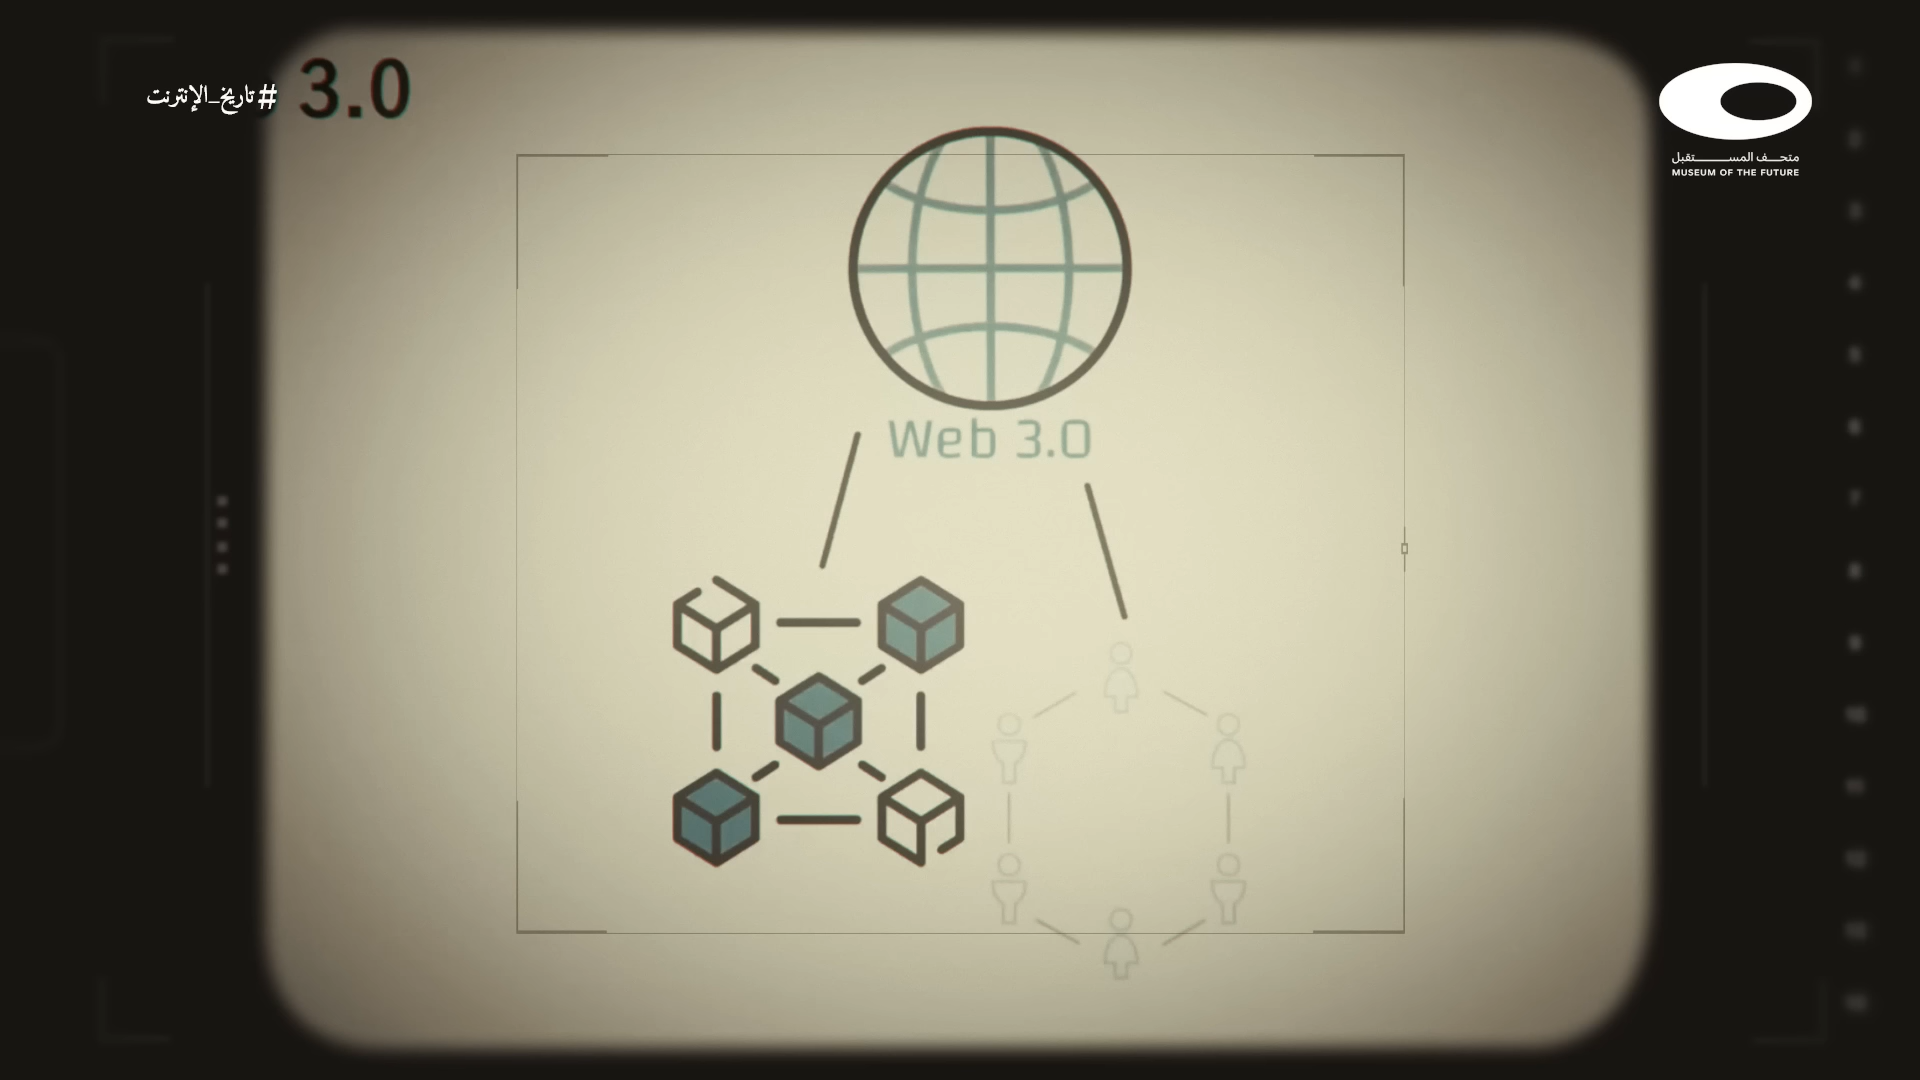 #تاريخ_الإنترنت
3.0
متحف المستقبل
MUSEUM OF THE FUTURE
Web 3.0